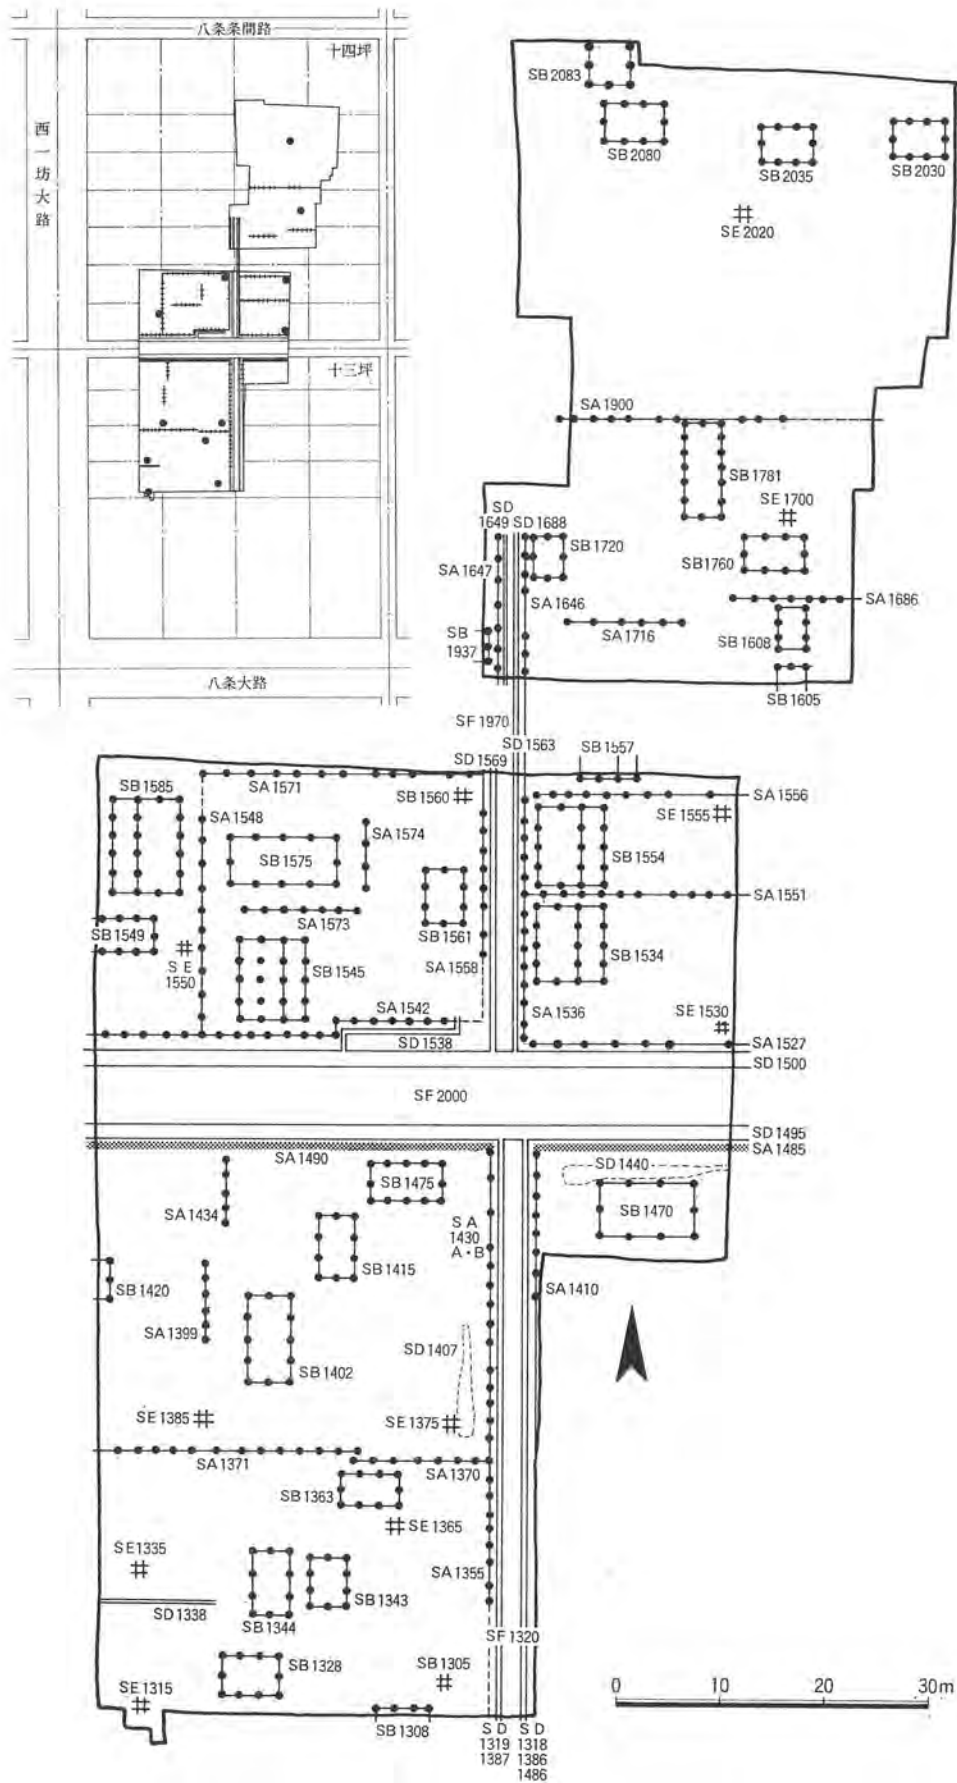 八条条間路
十四坪
西一坊大路
十三坪
八条大路
SB 2083
SB 2080
SB 2035
SB 2030
SE 2020
SA 1900
SB 1781
SE 1700
SD
1649
SD 1688
SB 1720
SB 1760
SA 1647
SA 1646
SA 1686
SA 1716
SB 1608
SB
1937
SB 1605
SF 1970
SD 1563
SD 1569
SB 1557
SB 1585
SA 1571
SB 1560
SA 1556
SE 1555
SA 1548
SA 1574
SB 1575
SB 1554
SA 1551
SA 1573
SB 1561
SB 1549
SE
1550
SB 1545
SA 1558
SB 1534
SA 1542
SA 1536
SE 1530
SD 1538
SA 1527
SD 1500
SF 2000
SD 1495
SA 1485
SA 1490
SD 1440
SB 1475
SA 1434
SB 1470
SA
1430
A・B
SB 1415
SB 1420
SA 1410
SA 1399
SD 1407
SB 1402
SE 1385
SE 1375
SA 1371
SA 1370
SB 1363
SE 1365
SE 1335
SA 1355
SB 1343
SD 1338
SB 1344
SF 1320
SB 1328
SB 1305
SE 1315
SB 1308
SD
1319
1387
SD
1318
1386
1486
0 10 20 30m